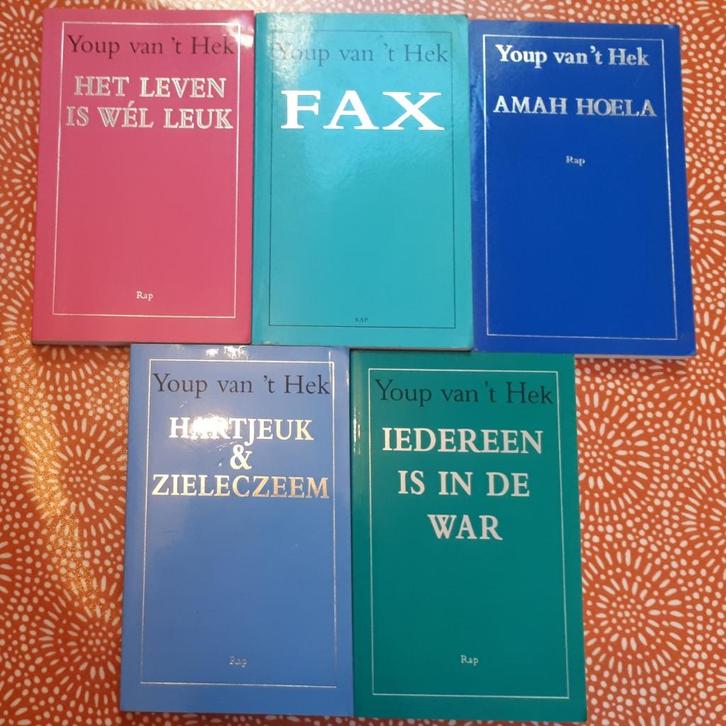 Youp van 't Hek
HET LEVEN
IS WÉL LEUK
Rap
Youp van 't Hek
FAX
RAP
Youp van 't Hek
AMAH HOELA
Rap
Youp van 't Hek
HARTJEUK
&
ZIELECZEEM
Rap
Youp van 't Hek
IEDEREEN
IS IN DE
WAR
Rap